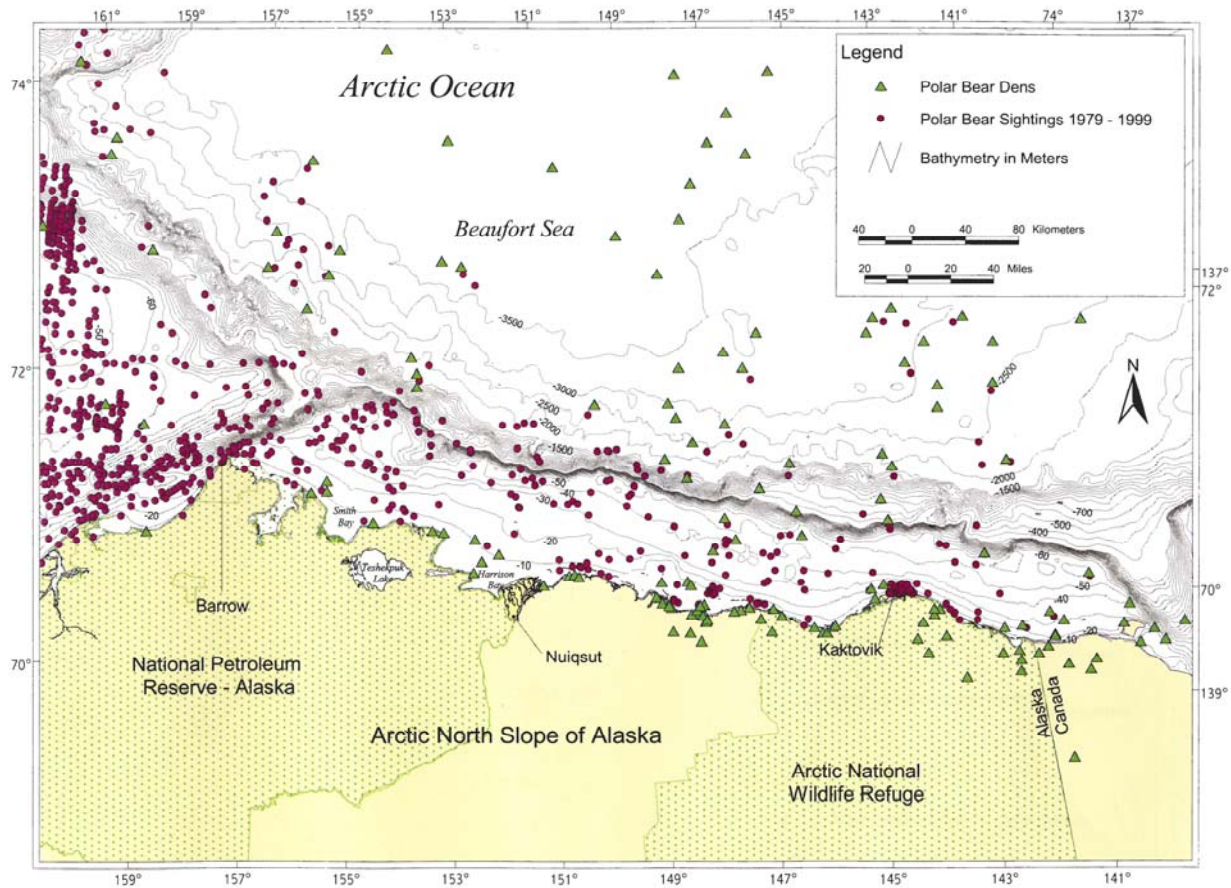 161° 159° 157° 155° 153° 151° 149° 147° 145° 143° 141° 74° 137°
Legend
Polar Bear Dens
Polar Bear Sightings 1979 - 1999
Bathymetry in Meters
40 0 40 80 Kilometers
20 0 20 40 Miles
74°
Arctic Ocean
Beaufort Sea
137°
72°
-60
-50
-3500
N
72°
-3000
-2500
-2500
-2000
-1500
-2000
-1500
-700
-500
-400
-60
-50
-40
-30
-20
Smith
Bay
-20
-10
Teshekpuk
Lake
Harrison
Bay
-50
-40
-20
-10
70°
Barrow
Nuiqsut
Kaktovik
70°
National Petroleum
Reserve - Alaska
139°
Alaska
Canada
Arctic North Slope of Alaska
Arctic National
Wildlife Refuge
159° 157° 155° 153° 151° 149° 147° 145° 143° 141°